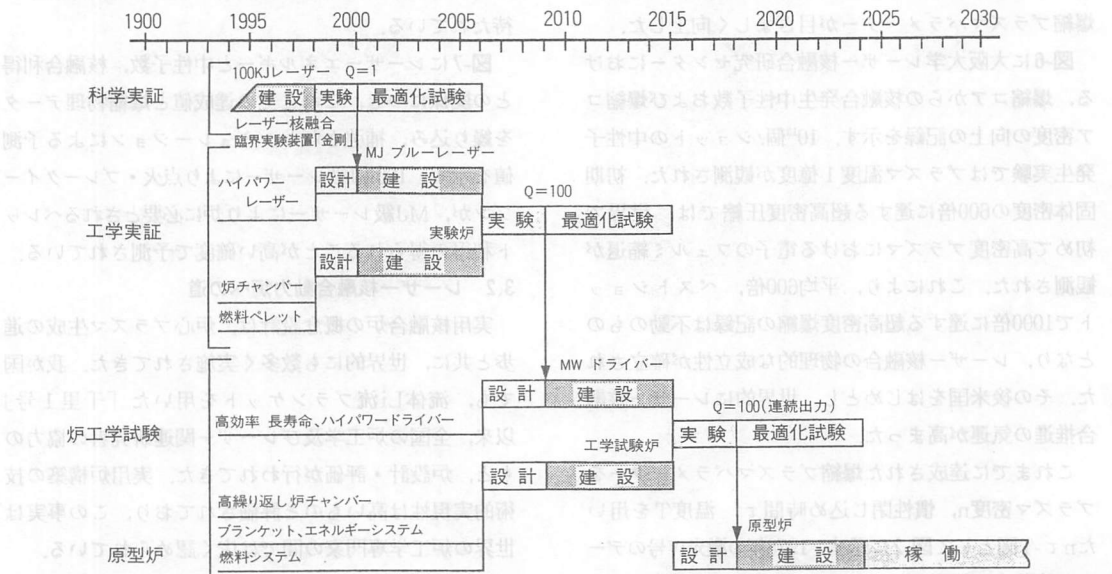 1900 1995 2000 2010 2015 2020 2025 2030
100KJレーザー Q=1
科学実証 建設 実験 最適化試験
レーザー核融合
臨界実験装置「金剛」
MJ ブルーレーザー
ハイパワー
レーザー
設計 建設
Q=100
工学実証
実験炉
実験 最適化試験
設計 建設
炉チャンバー
燃料ペレット
MW ドライバー
設計 建設
Q=100(連続出力)
炉工学試験
高効率 長寿命 ハイパワードライバー
実験 最適化試験
工学試験炉
設計 建設
高繰り返し炉チャンバー
ブランケット エネルギーシステム
燃料システム
原型炉
原型炉
設計 建設 稼働